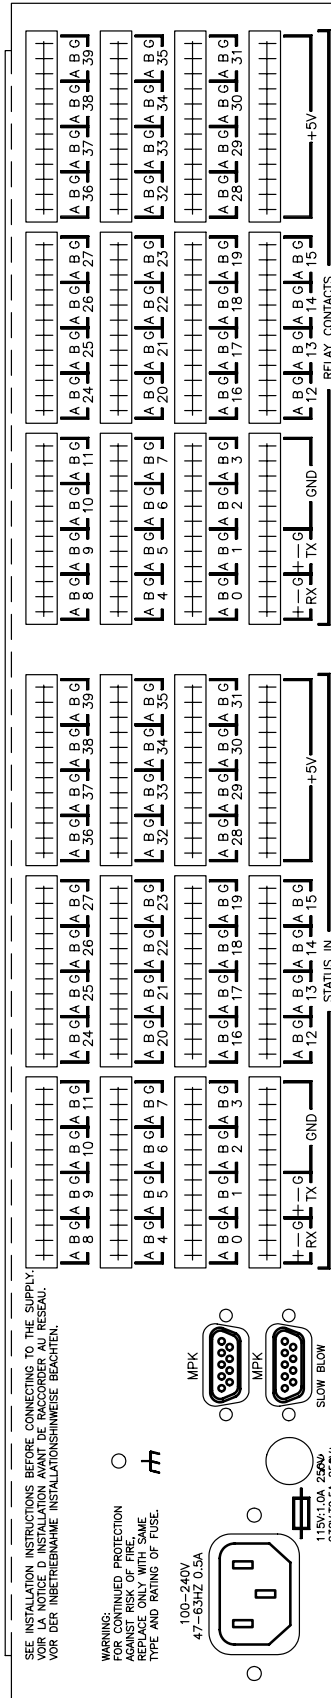 SEE INSTALLATION INSTRUCTIONS BEFORE CONNECTING TO THE SUPPLY.
VOIR LA NOTICE D INSTALLATION AVANT DE RACCORDER AU RESEAU.
VOR DER INBETRIEBNAHME INSTALLATIONSHINWEISE BEACHTEN.
WARNING:
FOR CONTINUED PROTECTION
AGAINST RISK OF FIRE,
REPLACE ONLY WITH SAME
TYPE AND RATING OF FUSE.
100-240V
47-63HZ 0.5A
115V:1.0A
SLOW BLOW
MPK
MPK
A B G A B G A B G A B G A B G A B G A B G A B G A B G A B G A B G A B G
8 9 10 11 24 25 26 27 36 37 38 39
A B G A B G A B G A B G A B G A B G A B G A B G A B G A B G A B G A B G
4 5 6 7 20 21 22 23 32 33 34 35
A B G A B G A B G A B G A B G A B G A B G A B G A B G A B G A B G A B G
0 1 2 3 16 17 18 19 28 29 30 31
+ − G + − G A B G A B G A B G A B G
RX TX GND 12 13 14 15 +5V
STATUS IN
A B G A B G A B G A B G A B G A B G A B G A B G A B G A B G A B G A B G
8 9 10 11 24 25 26 27 36 37 38 39
A B G A B G A B G A B G A B G A B G A B G A B G A B G A B G A B G A B G
4 5 6 7 20 21 22 23 32 33 34 35
A B G A B G A B G A B G A B G A B G A B G A B G A B G A B G A B G A B G
0 1 2 3 16 17 18 19 28 29 30 31
+ − G + − G A B G A B G A B G A B G
RX TX GND 12 13 14 15 +5V
RELAY CONTACTS